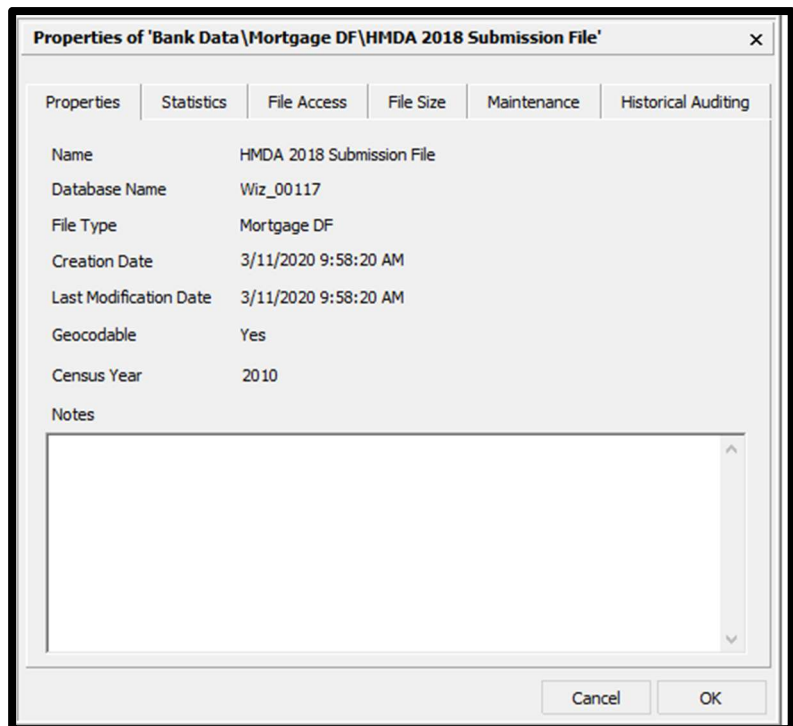 Properties of 'Bank Data\Mortgage DF\HMDA 2018 Submission File' x
Properties Statistics File Access File Size Maintenance Historical Auditing
Name HMDA 2018 Submission File
Database Name Wiz_00117
File Type Mortgage DF
Creation Date 3/11/2020 9:58:20 AM
Last Modification Date 3/11/2020 9:58:20 AM
Geocodable Yes
Census Year 2010
Notes
Cancel OK